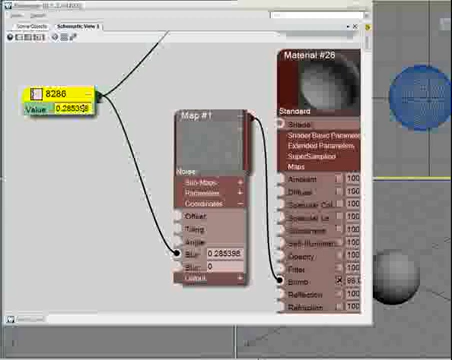 Schematic View 1
8286
Value: 0.285398
Map #1
Noise
Sub-Maps +
Parameters +
Coordinates -
Offset
Tiling
Angle
Blur 0.285398
Blur: 0
Output +
Material #26
Standard
Shader Basic Parameters
Extended Parameters
SuperSampling
Maps
Ambient 100
Diffuse 100
Specular Col. 100
Specular Le 100
Glossiness 100
Self-Illumin. 100
Opacity 100
Filter 100
Bump
Reflection 100
Refraction 100